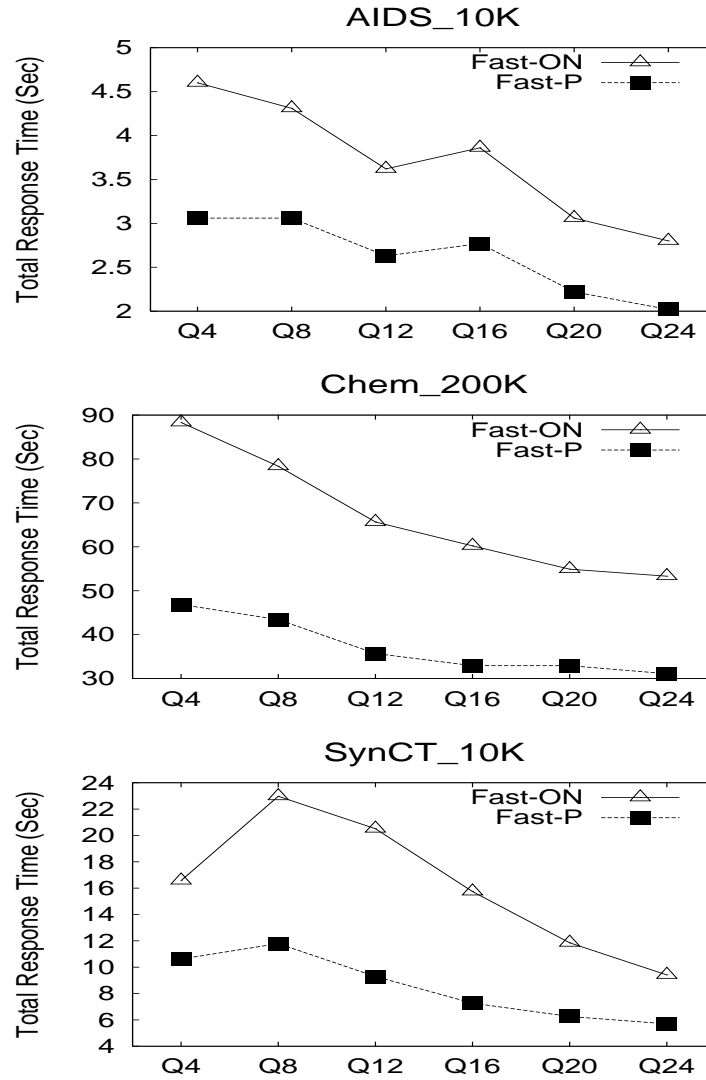 AIDS_10K
Total Response Time (Sec)
5
4.5
4
3.5
3
2.5
2
Fast-ON
Fast-P
Q4 Q8 Q12 Q16 Q20 Q24
Chem_200K
Total Response Time (Sec)
90
80
70
60
50
40
30
Fast-ON
Fast-P
Q4 Q8 Q12 Q16 Q20 Q24
SynCT_10K
Total Response Time (Sec)
24
22
20
18
16
14
12
10
8
6
4
Fast-ON
Fast-P
Q4 Q8 Q12 Q16 Q20 Q24